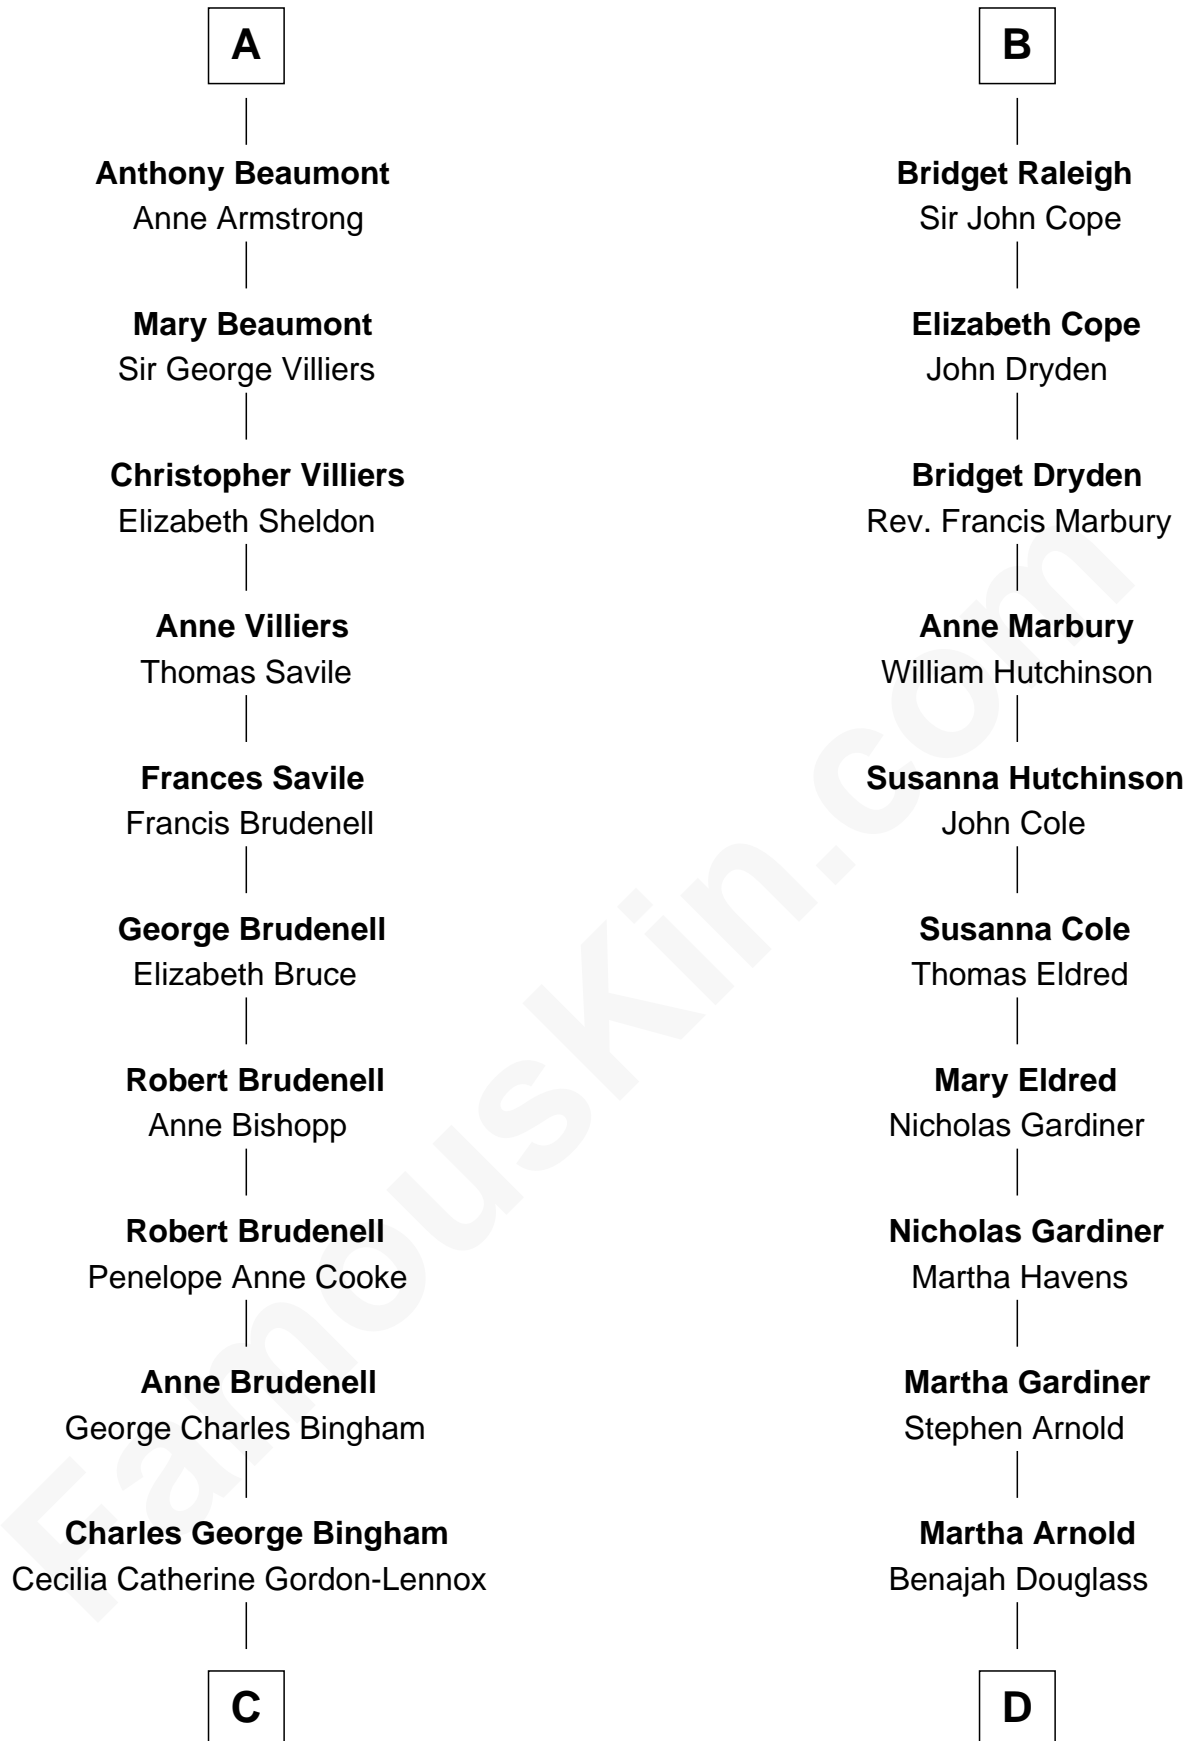 A
Anthony Beaumont
Anne Armstrong
Mary Beaumont
Sir George Villiers
Christopher Villiers
Elizabeth Sheldon
Anne Villiers
Thomas Savile
Frances Savile
Francis Brudenell
George Brudenell
Elizabeth Bruce
Robert Brudenell
Anne Bishopp
Robert Brudenell
Penelope Anne Cooke
Anne Brudenell
George Charles Bingham
Charles George Bingham
Cecilia Catherine Gordon-Lennox
C
B
Bridget Raleigh
Sir John Cope
Elizabeth Cope
John Dryden
Bridget Dryden
Rev. Francis Marbury
Anne Marbury
William Hutchinson
Susanna Hutchinson
John Cole
Susanna Cole
Thomas Eldred
Mary Eldred
Nicholas Gardiner
Nicholas Gardiner
Martha Havens
Martha Gardiner
Stephen Arnold
Martha Arnold
Benajah Douglass
D
FamousKin.com